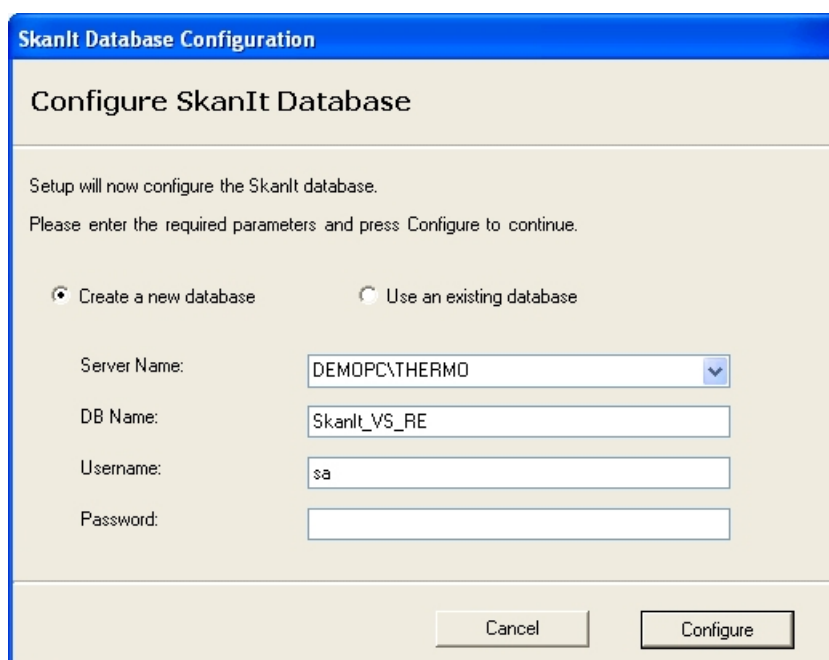 SkanIt Database Configuration
Configure SkanIt Database
Setup will now configure the SkanIt database.
Please enter the required parameters and press Configure to continue.
Create a new database Use an existing database
Server Name: DEMOPC\THERMO
DB Name: SkanIt_VS_RE
Username: sa
Password:
Cancel Configure